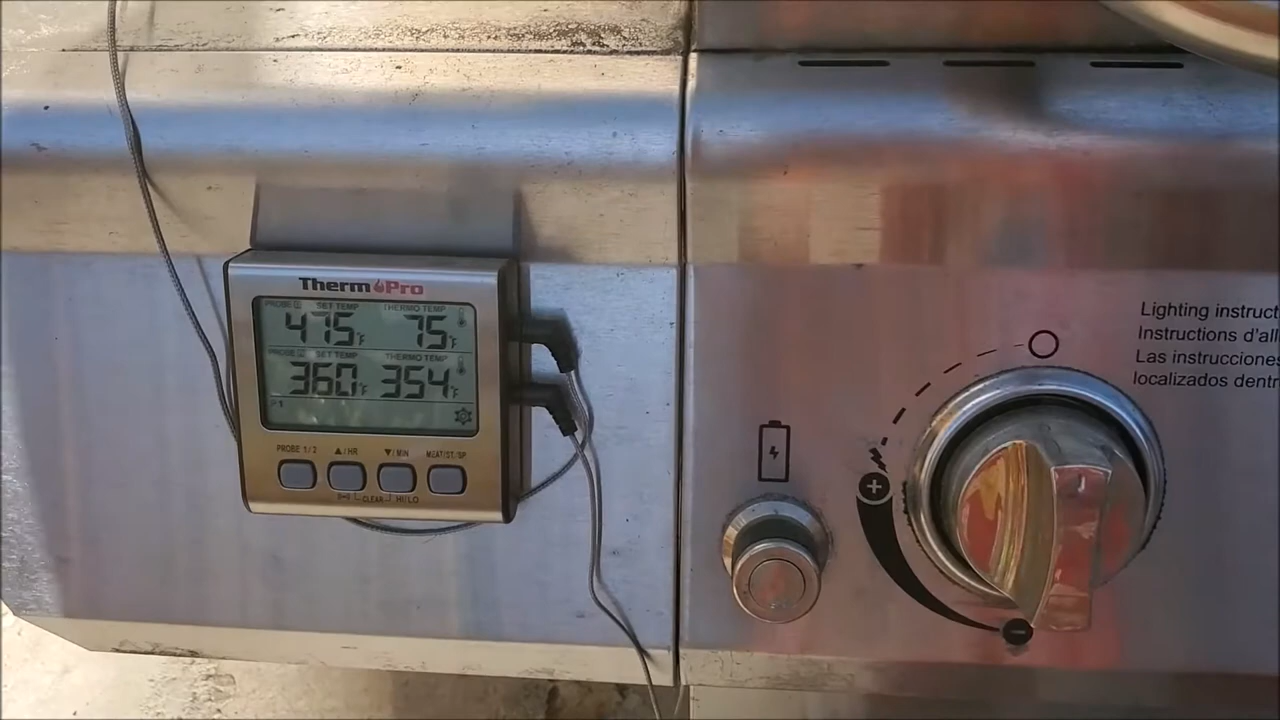 ThermoPro
PROBE 1 SET TEMP THERMO TEMP
475°F 75°F
PROBE 2 SET TEMP THERMO TEMP
360°F 354°F
PROBE 1/2 ▲/HR ▼/MIN MEAT/ST/SP
CLEAR HI/LO
Lighting instruct
Instructions d'all
Las instrucciones
localizados dentr
+
−